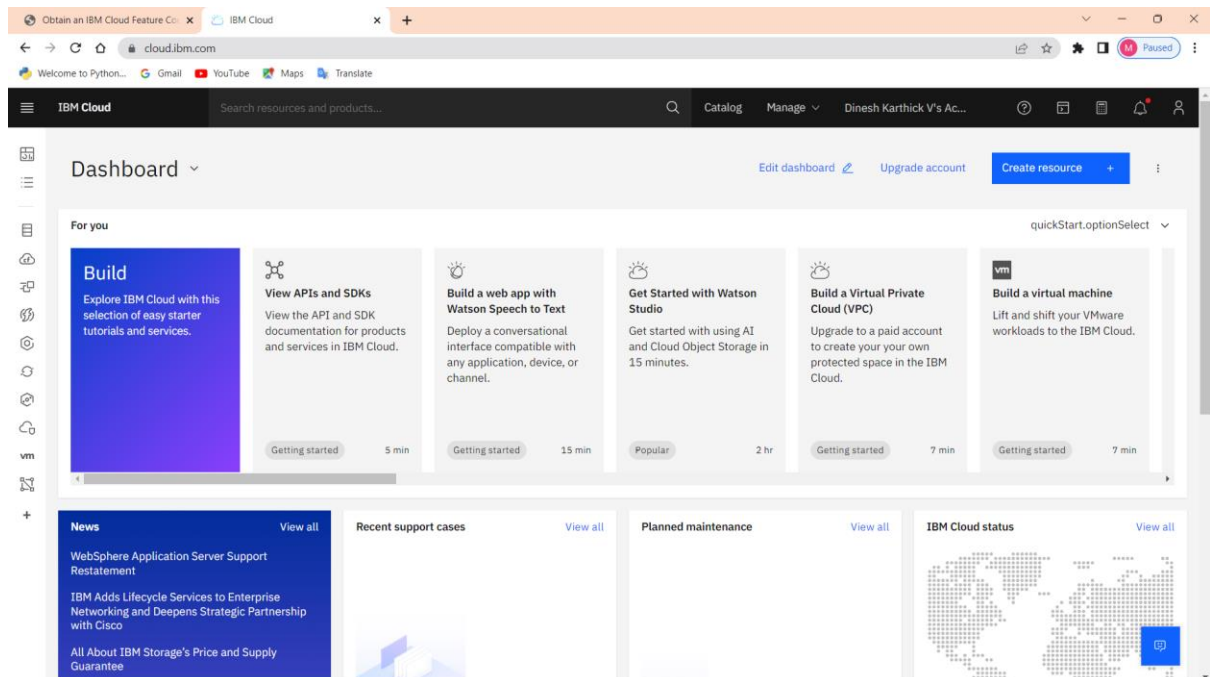 Obtain an IBM Cloud Feature Co
IBM Cloud
cloud.ibm.com
M
Paused
Welcome to Python...
Gmail
YouTube
Maps
Translate
IBM Cloud
Search resources and products...
Catalog
Manage
Dinesh Karthick V's Ac...
Dashboard
Edit dashboard
Upgrade account
Create resource +
For you
quickStart.optionSelect
Build
Explore IBM Cloud with this
selection of easy starter
tutorials and services.
View APIs and SDKs
View the API and SDK
documentation for products
and services in IBM Cloud.
Getting started
5 min
Build a web app with
Watson Speech to Text
Deploy a conversational
interface compatible with
any application, device, or
channel.
Getting started
15 min
Get Started with Watson
Studio
Get started with using AI
and Cloud Object Storage in
15 minutes.
Popular
2 hr
Build a Virtual Private
Cloud (VPC)
Upgrade to a paid account
to create your your own
protected space in the IBM
Cloud.
Getting started
7 min
vm
Build a virtual machine
Lift and shift your VMware
workloads to the IBM Cloud.
Getting started
7 min
vm
News
View all
WebSphere Application Server Support
Restatement
IBM Adds Lifecycle Services to Enterprise
Networking and Deepens Strategic Partnership
with Cisco
All About IBM Storage's Price and Supply
Guarantee
Recent support cases
View all
Planned maintenance
View all
IBM Cloud status
View all